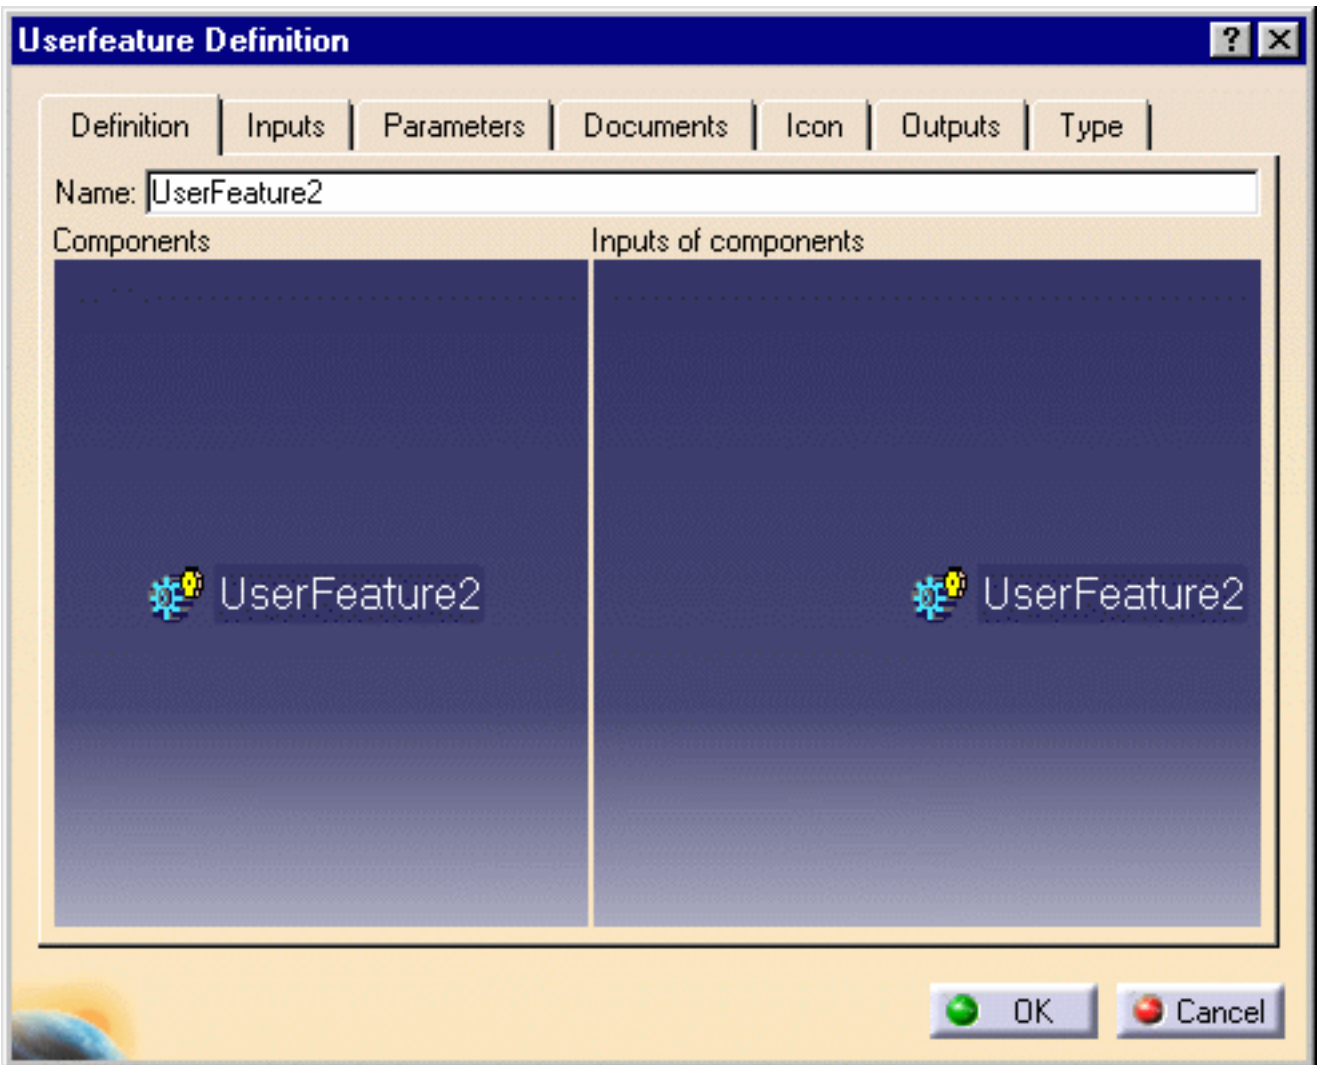 Userfeature Definition
Definition Inputs Parameters Documents Icon Outputs Type
Name: UserFeature2
Components Inputs of components
UserFeature2 UserFeature2
OK Cancel